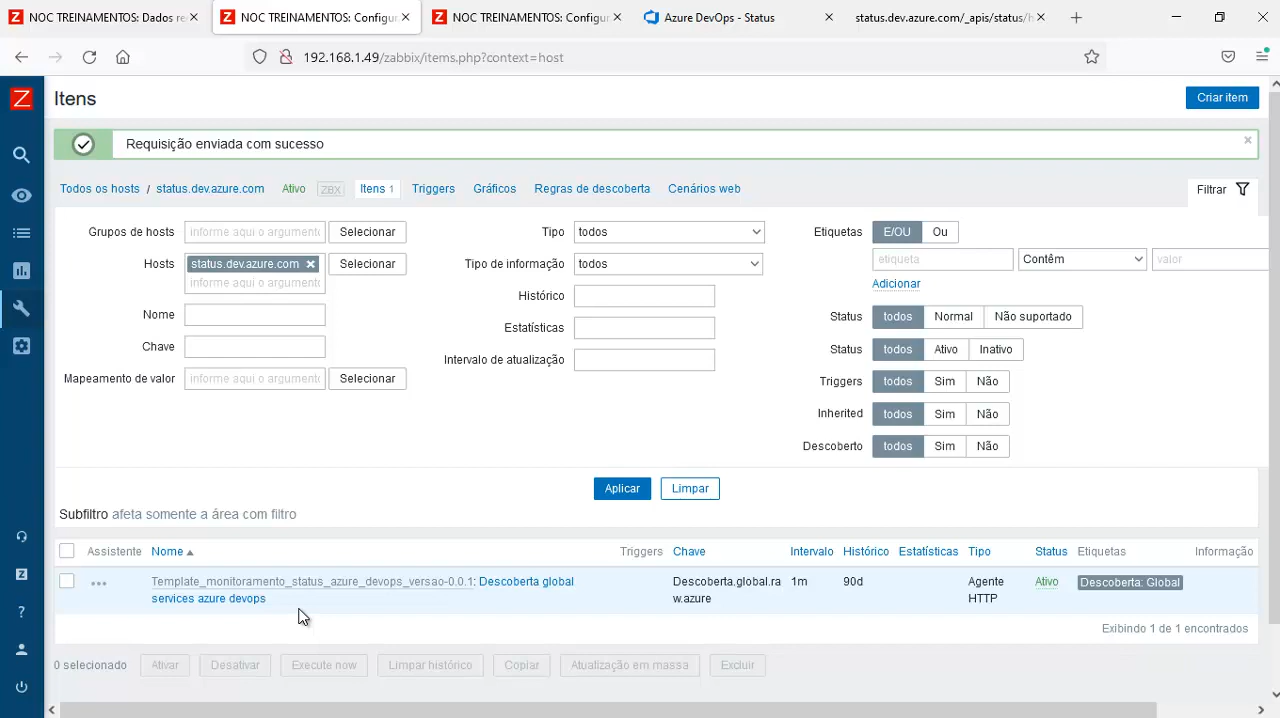 NOC TREINAMENTOS: Dados re
NOC TREINAMENTOS: Configur
NOC TREINAMENTOS: Configur
Azure DevOps - Status
status.dev.azure.com/_apis/status/h
192.168.1.49/zabbix/items.php?context=host
Z
Itens
Criar item
Requisição enviada com sucesso
Todos os hosts / status.dev.azure.com Ativo ZBX Itens 1 Triggers Gráficos Regras de descoberta Cenários web
Filtrar
Grupos de hosts informe aqui o argumento Selecionar
Tipo todos
Etiquetas E/OU Ou
Hosts status.dev.azure.com Selecionar
informe aqui o argumento
Tipo de informação todos
etiqueta Contêm valor
Adicionar
Histórico
Nome
Status todos Normal Não suportado
Estatísticas
Chave
Status todos Ativo Inativo
Intervalo de atualização
Mapeamento de valor informe aqui o argumento Selecionar
Triggers todos Sim Não
Inherited todos Sim Não
Descoberto todos Sim Não
Aplicar Limpar
Subfiltro afeta somente a área com filtro
Assistente Nome Triggers Chave Intervalo Histórico Estatísticas Tipo Status Etiquetas Informação
Template_monitoramento_status_azure_devops_versao-0.0.1: Descoberta global
services azure devops
Descoberta.global.ra
w.azure
1m 90d
Agente
HTTP
Ativo Descoberta: Global
Exibindo 1 de 1 encontrados
0 selecionado Ativar Desativar Execute now Limpar histórico Copiar Atualização em massa Excluir
Z
?